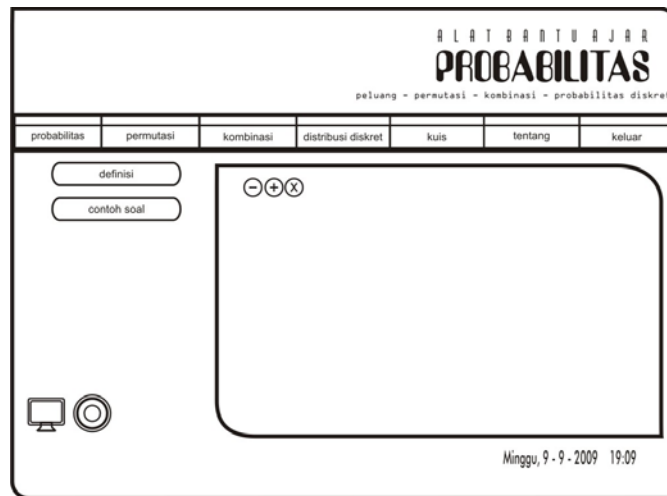 ALAT BANTU AJAR
PROBABILITAS
peluang - permutasi - kombinasi - probabilitas diskret
probabilitas permutasi kombinasi distribusi diskret kuis tentang keluar
definisi
contoh soal
Minggu, 9 - 9 - 2009 19:09